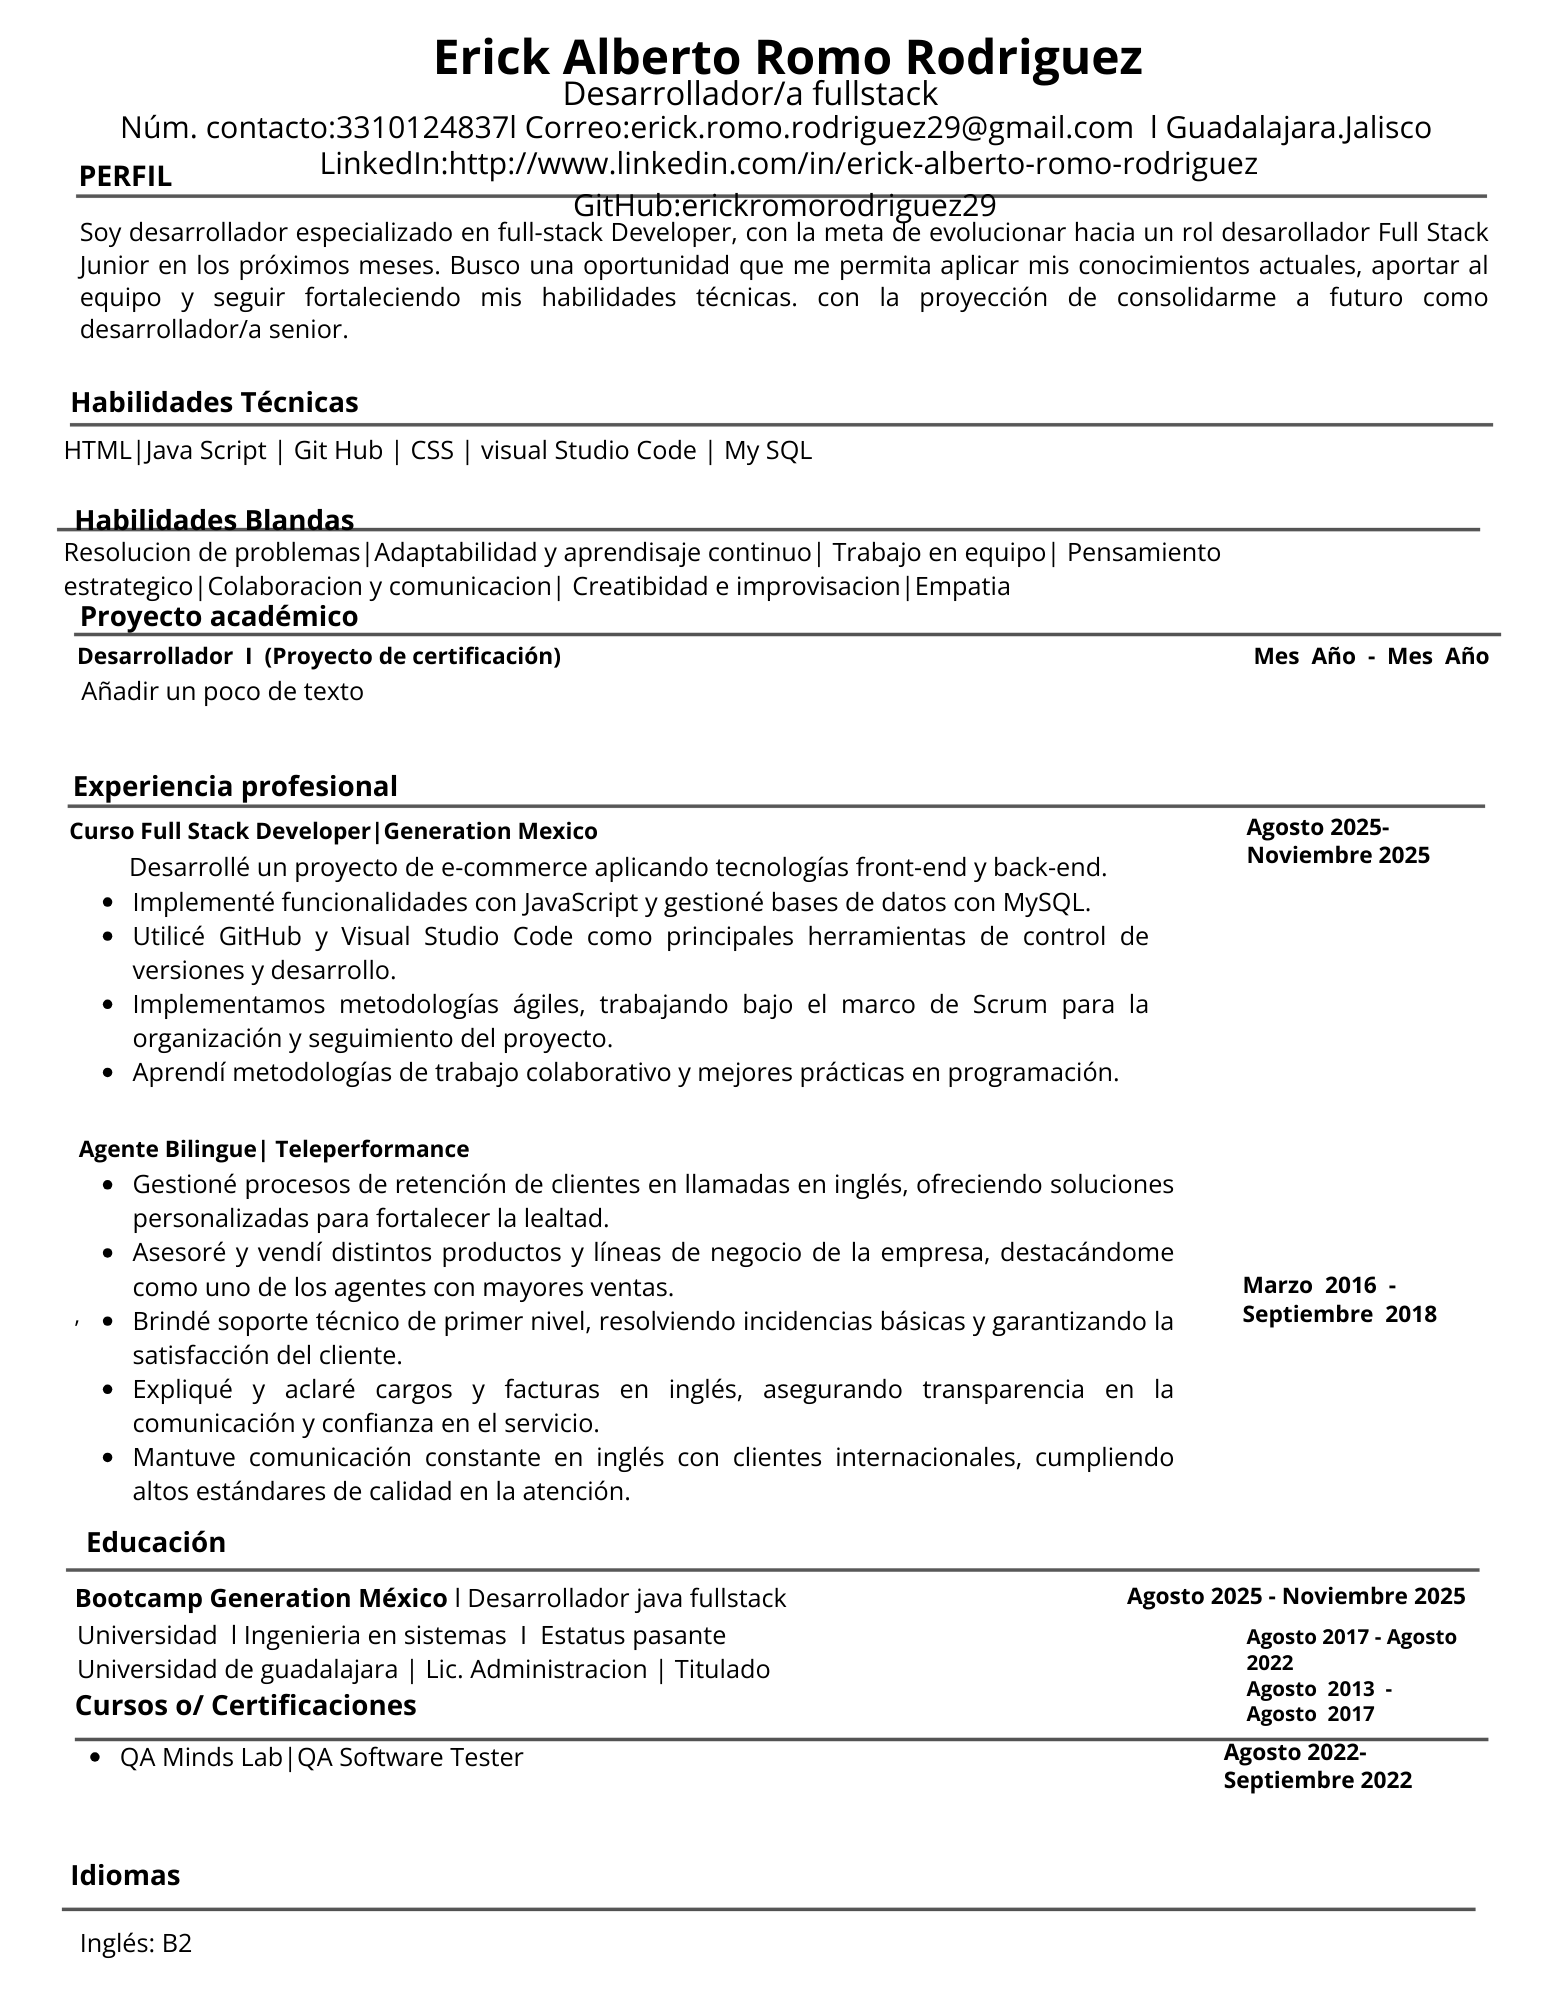 Erick Alberto Romo Rodriguez
Desarrollador/a fullstack
Núm. contacto:3310124837l Correo:erick.romo.rodriguez29@gmail.com l Guadalajara.Jalisco
LinkedIn:http://www.linkedin.com/in/erick-alberto-romo-rodriguez
GitHub:erickromorodriguez29
PERFIL
Soy desarrollador especializado en full-stack Developer, con la meta de evolucionar hacia un rol desarollador Full Stack
Junior en los próximos meses. Busco una oportunidad que me permita aplicar mis conocimientos actuales, aportar al
equipo y seguir fortaleciendo mis habilidades técnicas. con la proyección de consolidarme a futuro como
desarrollador/a senior.
Habilidades Técnicas
HTML|Java Script | Git Hub | CSS | visual Studio Code | My SQL
Habilidades Blandas
Resolucion de problemas|Adaptabilidad y aprendisaje continuo| Trabajo en equipo| Pensamiento
estrategico|Colaboracion y comunicacion| Creatibidad e improvisacion|Empatia
Proyecto académico
Desarrollador I (Proyecto de certificación) Mes Año - Mes Año
Añadir un poco de texto
Experiencia profesional
Curso Full Stack Developer|Generation Mexico
Agosto 2025-
Noviembre 2025
Desarrollé un proyecto de e-commerce aplicando tecnologías front-end y back-end.
• Implementé funcionalidades con JavaScript y gestioné bases de datos con MySQL.
• Utilicé GitHub y Visual Studio Code como principales herramientas de control de
versiones y desarrollo.
• Implementamos metodologías ágiles, trabajando bajo el marco de Scrum para la
organización y seguimiento del proyecto.
• Aprendí metodologías de trabajo colaborativo y mejores prácticas en programación.
Agente Bilingue| Teleperformance
• Gestioné procesos de retención de clientes en llamadas en inglés, ofreciendo soluciones
personalizadas para fortalecer la lealtad.
• Asesoré y vendí distintos productos y líneas de negocio de la empresa, destacándome
como uno de los agentes con mayores ventas.
Marzo 2016 -
Septiembre 2018
, • Brindé soporte técnico de primer nivel, resolviendo incidencias básicas y garantizando la
satisfacción del cliente.
• Expliqué y aclaré cargos y facturas en inglés, asegurando transparencia en la
comunicación y confianza en el servicio.
• Mantuve comunicación constante en inglés con clientes internacionales, cumpliendo
altos estándares de calidad en la atención.
Educación
Bootcamp Generation México l Desarrollador java fullstack Agosto 2025 - Noviembre 2025
Universidad l Ingenieria en sistemas I Estatus pasante
Agosto 2017 - Agosto
2022
Universidad de guadalajara | Lic. Administracion | Titulado
Agosto 2013 -
Agosto 2017
Cursos o/ Certificaciones
• QA Minds Lab|QA Software Tester
Agosto 2022-
Septiembre 2022
Idiomas
Inglés: B2